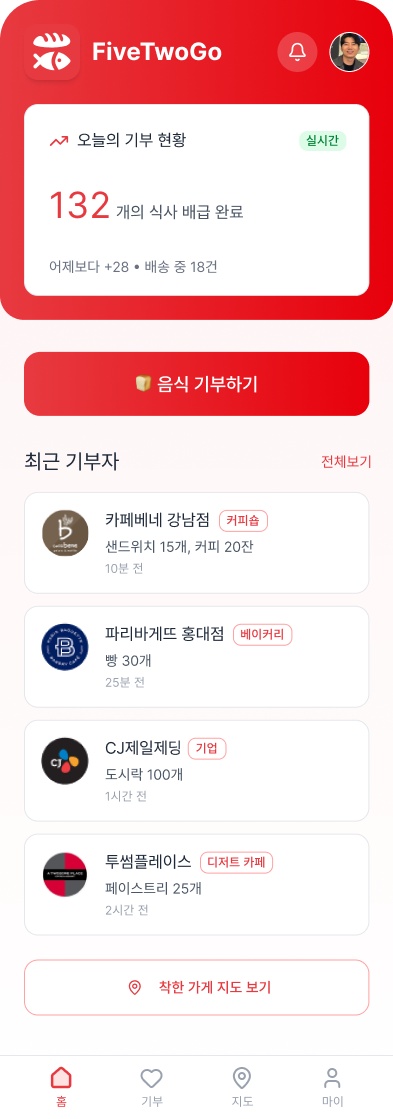 FiveTwoGo
오늘의 기부 현황
실시간
132 개의 식사 배급 완료
어제보다 +28 • 배송 중 18건
음식 기부하기
최근 기부자
전체보기
카페베네 강남점
커피숍
샌드위치 15개, 커피 20잔
10분 전
파리바게뜨 홍대점
베이커리
빵 30개
25분 전
CJ제일제딩
기업
도시락 100개
1시간 전
투썸플레이스
디저트 카페
페이스트리 25개
2시간 전
착한 가게 지도 보기
홈
기부
지도
마이